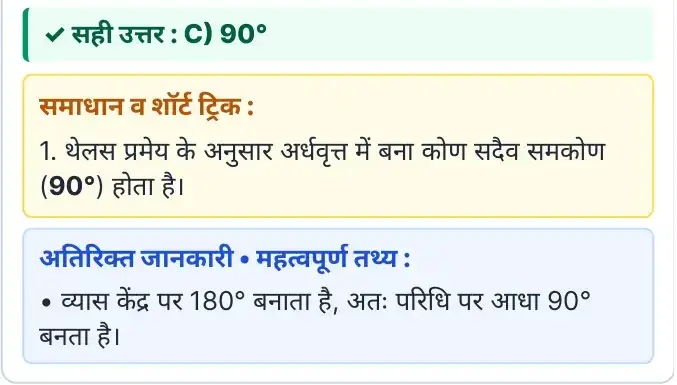 ✓ सही उत्तर : C) 90°
समाधान व शॉर्ट ट्रिक :
1. थेलस प्रमेय के अनुसार अर्धवृत्त में बना कोण सदैव समकोण
(90°) होता है।
अतिरिक्त जानकारी • महत्वपूर्ण तथ्य :
• व्यास केंद्र पर 180° बनाता है, अतः परिधि पर आधा 90°
बनता है।